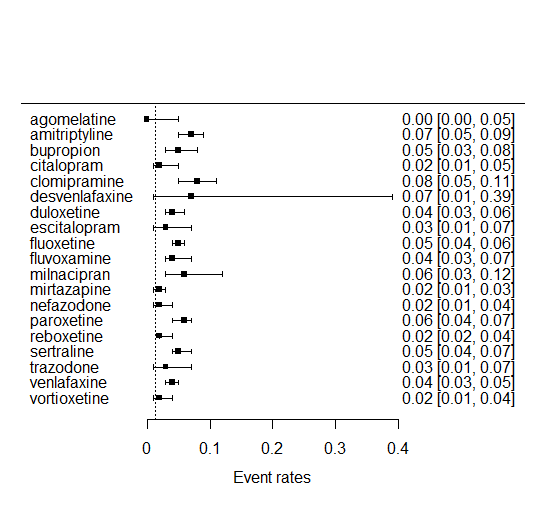 agomelatine 0.00 [0.00, 0.05]
amitriptyline 0.07 [0.05, 0.09]
bupropion 0.05 [0.03, 0.08]
citalopram 0.02 [0.01, 0.05]
clomipramine 0.08 [0.05, 0.11]
desvenlafaxine 0.07 [0.01, 0.39]
duloxetine 0.04 [0.03, 0.06]
escitalopram 0.03 [0.01, 0.07]
fluoxetine 0.05 [0.04, 0.06]
fluvoxamine 0.04 [0.03, 0.07]
milnacipran 0.06 [0.03, 0.12]
mirtazapine 0.02 [0.01, 0.03]
nefazodone 0.02 [0.01, 0.04]
paroxetine 0.06 [0.04, 0.07]
reboxetine 0.02 [0.02, 0.04]
sertraline 0.05 [0.04, 0.07]
trazodone 0.03 [0.01, 0.07]
venlafaxine 0.04 [0.03, 0.05]
vortioxetine 0.02 [0.01, 0.04]
0 0.1 0.2 0.3 0.4
Event rates